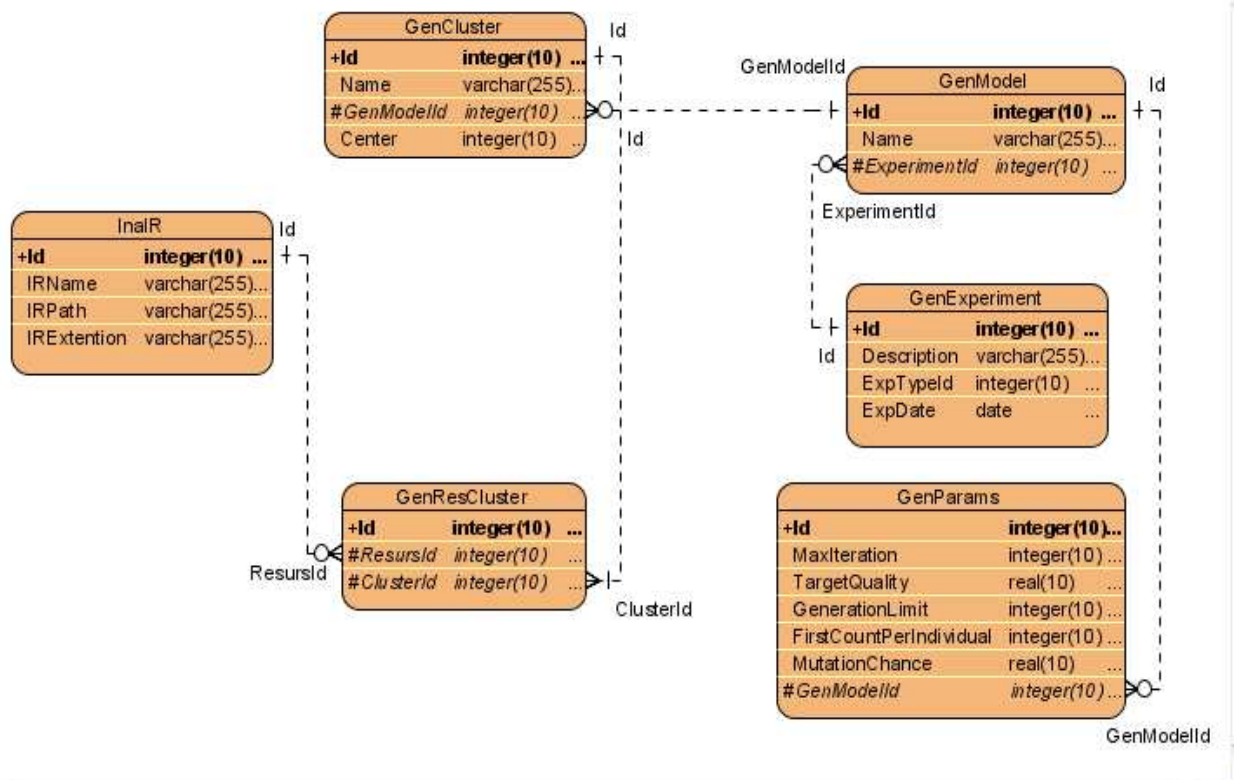 GenCluster
+Id integer(10) ...
Name varchar(255)...
#GenModelId integer(10) ...
Center integer(10) ...
Id
Id
GenModelId
GenModel
+Id integer(10) ...
Name varchar(255)...
#ExperimentId integer(10) ...
Id
ExperimentId
InalR
+Id integer(10) ...
IRName varchar(255)...
IRPath varchar(255)...
IRExtention varchar(255)...
Id
GenExperiment
+Id integer(10) ...
Description varchar(255)...
ExpTypeId integer(10) ...
ExpDate date ...
Id
GenResCluster
+Id integer(10) ...
#ResursId integer(10) ...
#ClusterId integer(10) ...
ResursId
ClusterId
GenParams
+Id integer(10)...
MaxIteration integer(10) ...
TargetQuality real(10) ...
GenerationLimit integer(10) ...
FirstCountPerIndividual integer(10) ...
MutationChance real(10) ...
#GenModelId integer(10) ...
GenModelId